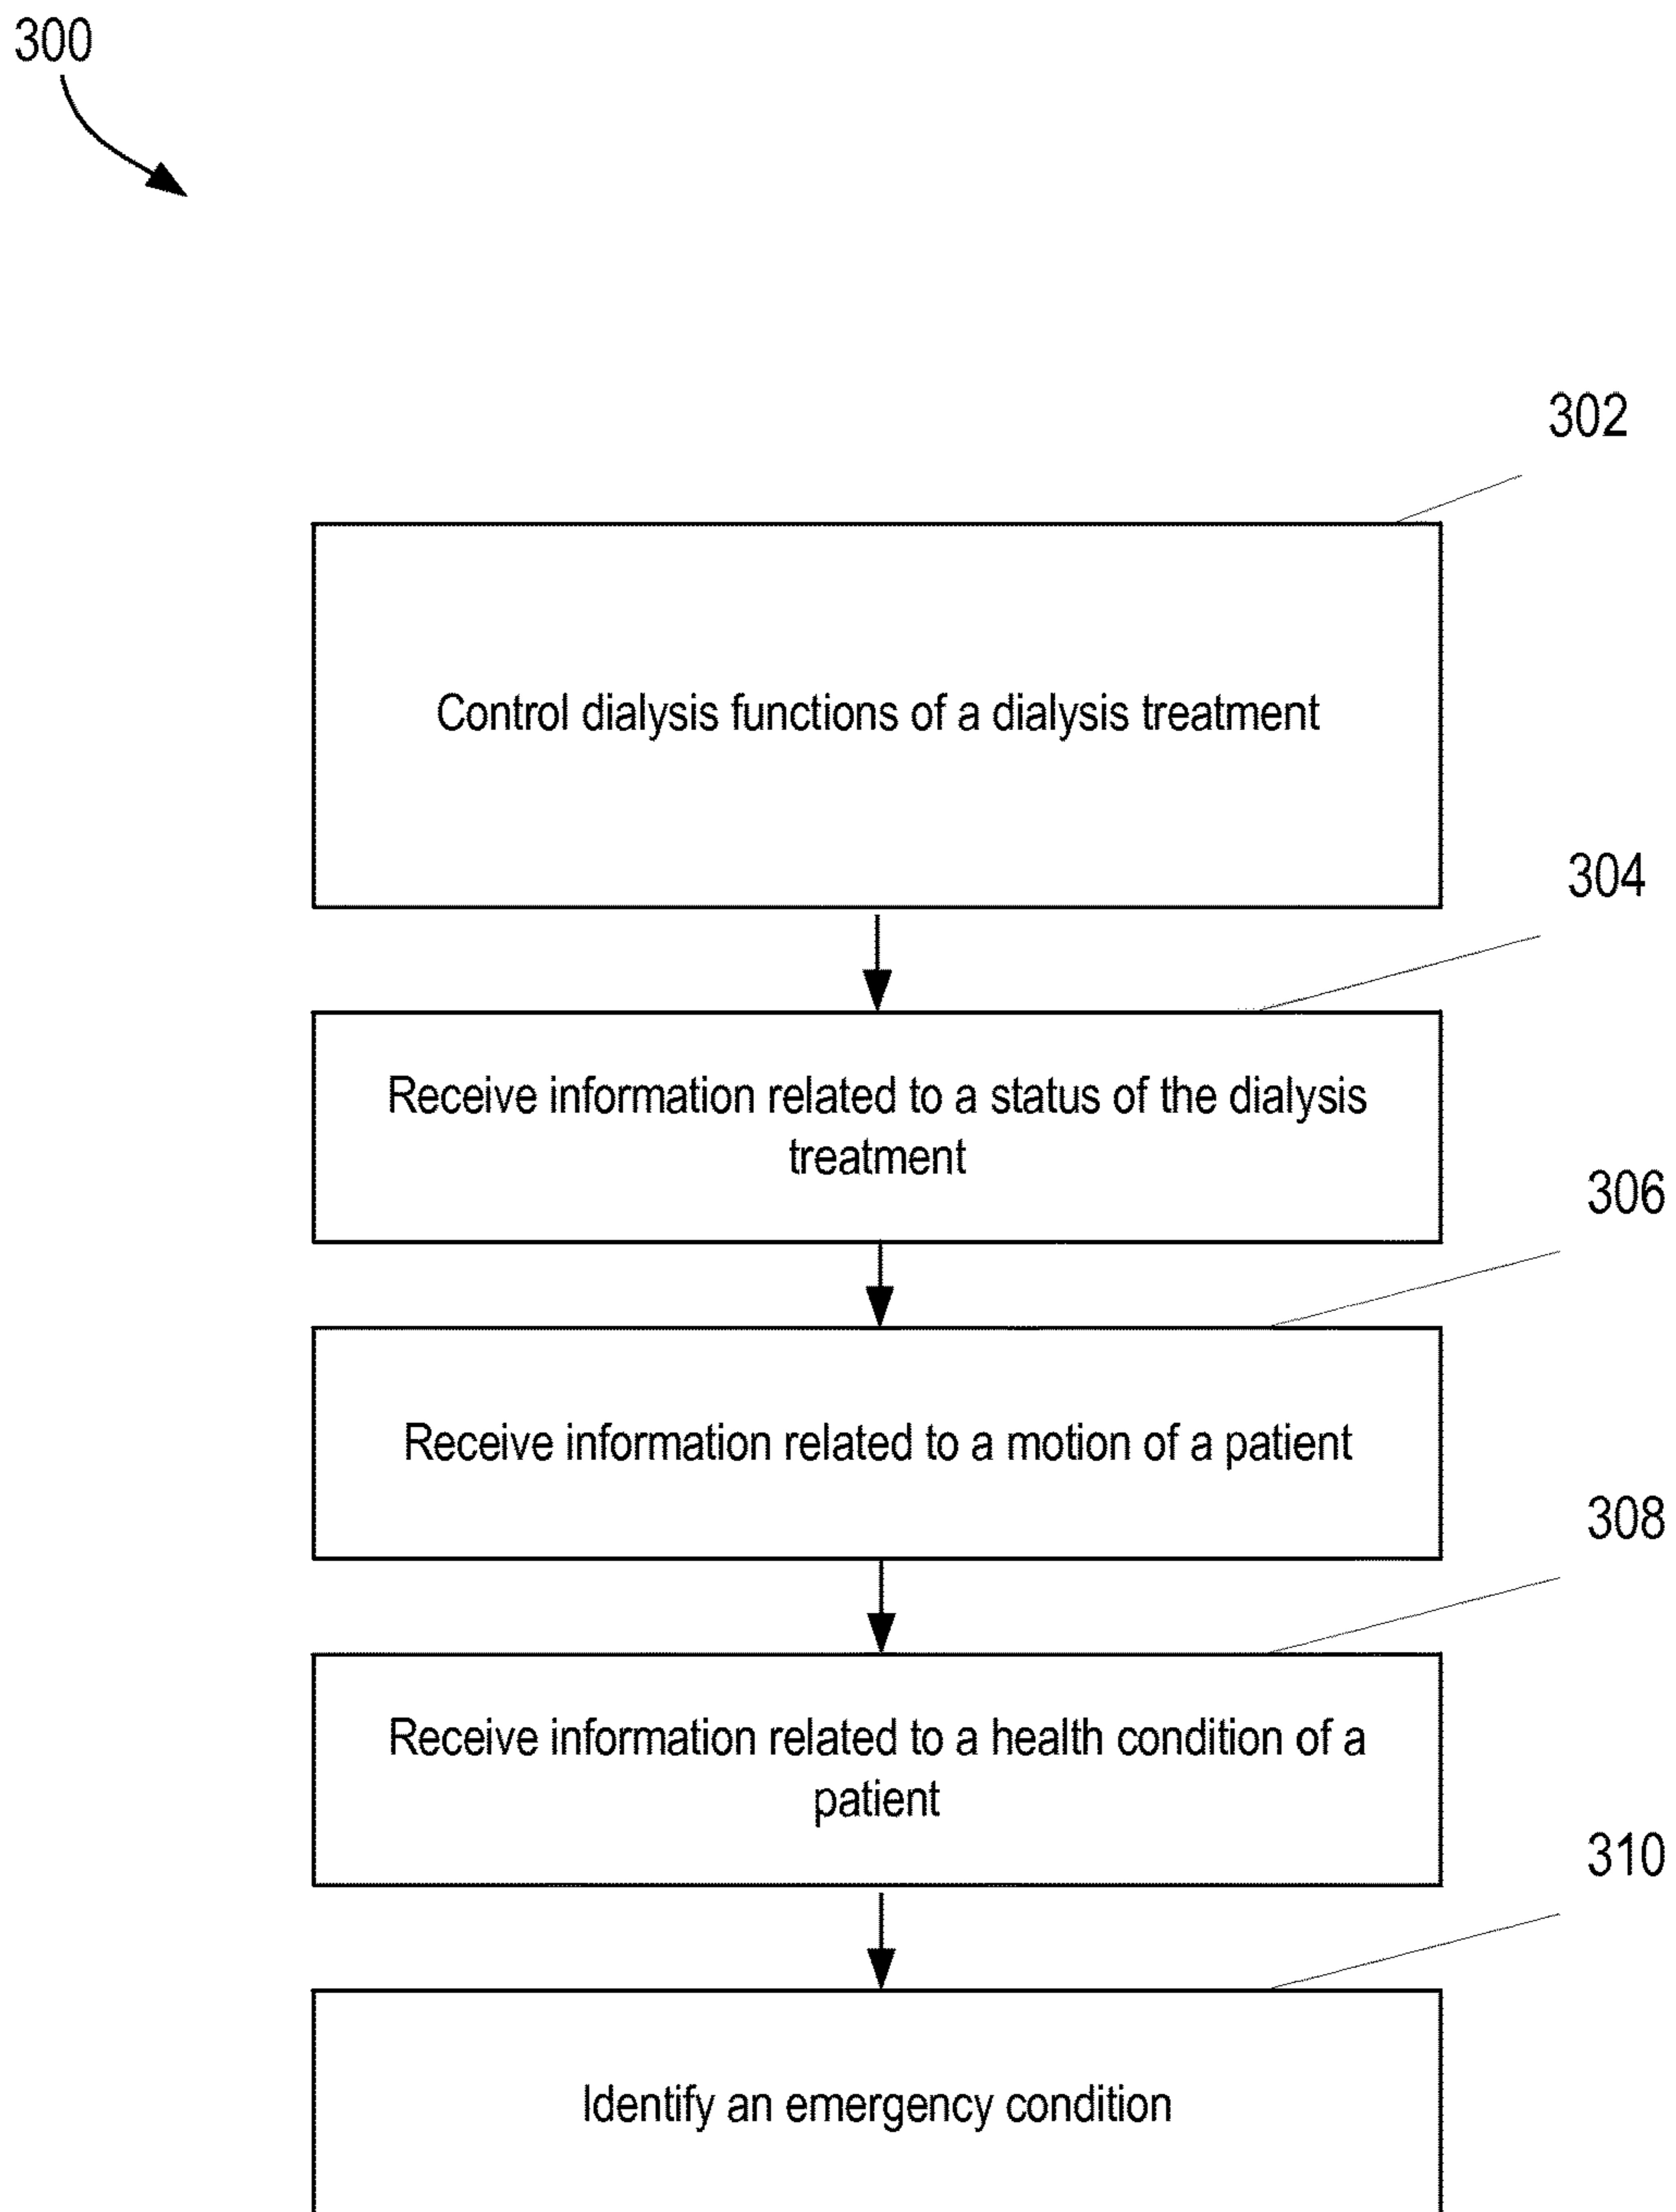 300
302
Control dialysis functions of a dialysis treatment
304
Receive information related to a status of the dialysis
treatment
306
Receive information related to a motion of a patient
308
Receive information related to a health condition of a
patient
310
Identify an emergency condition